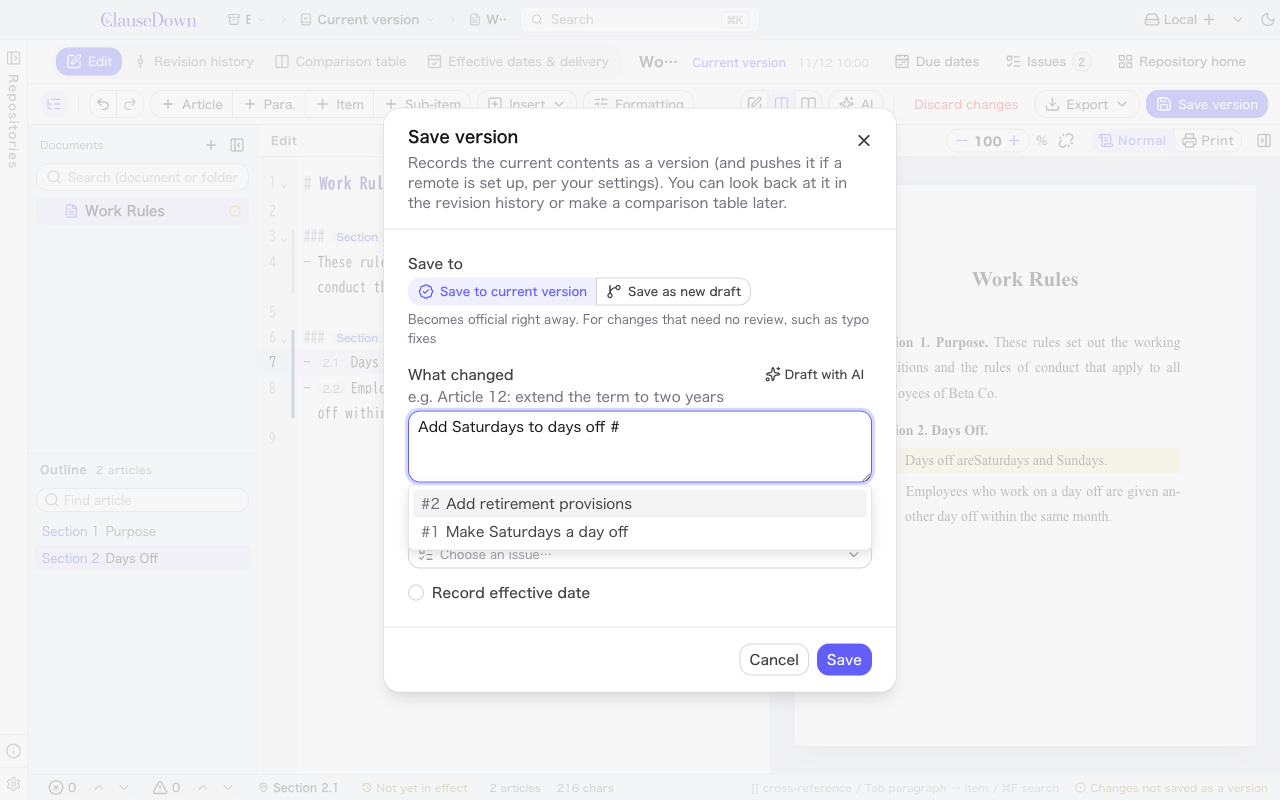 ClauseDown
E
Current version
W··
Search
⌘K
Local
Edit
Revision history
Comparison table
Effective dates & delivery
Wo···
Current version
11/12 10:00
Due dates
Issues
2
Repository home
Repositories
Article
Para.
Item
Sub-item
Insert
Formatting
AI
Discard changes
Export
Save version
Documents
Search (document or folder
Work Rules
Outline
2 articles
Find article
Section 1 Purpose
Section 2 Days Off
Edit
100
%
Normal
Print
1
# Work Rul
2
3
### Section
4
- These rule
conduct th
5
6
### Section
7
- 2.1 Days
8
- 2.2 Emplo
off within
9
Save version
Records the current contents as a version (and pushes it if a
remote is set up, per your settings). You can look back at it in
the revision history or make a comparison table later.
Save to
Save to current version
Save as new draft
Becomes official right away. For changes that need no review, such as typo
fixes
What changed
Draft with AI
e.g. Article 12: extend the term to two years
Add Saturdays to days off #
#2 Add retirement provisions
#1 Make Saturdays a day off
Choose an issue···
Record effective date
Cancel
Save
Work Rules
ion 1. Purpose. These rules set out the working
itions and the rules of conduct that apply to all
oyees of Beta Co.
ion 2. Days Off.
Days off areSaturdays and Sundays.
Employees who work on a day off are given an-
other day off within the same month.
0
0
Section 2.1
Not yet in effect
2 articles
216 chars
[[ cross-reference / Tab paragraph → Item / ⌘F search
Changes not saved as a version